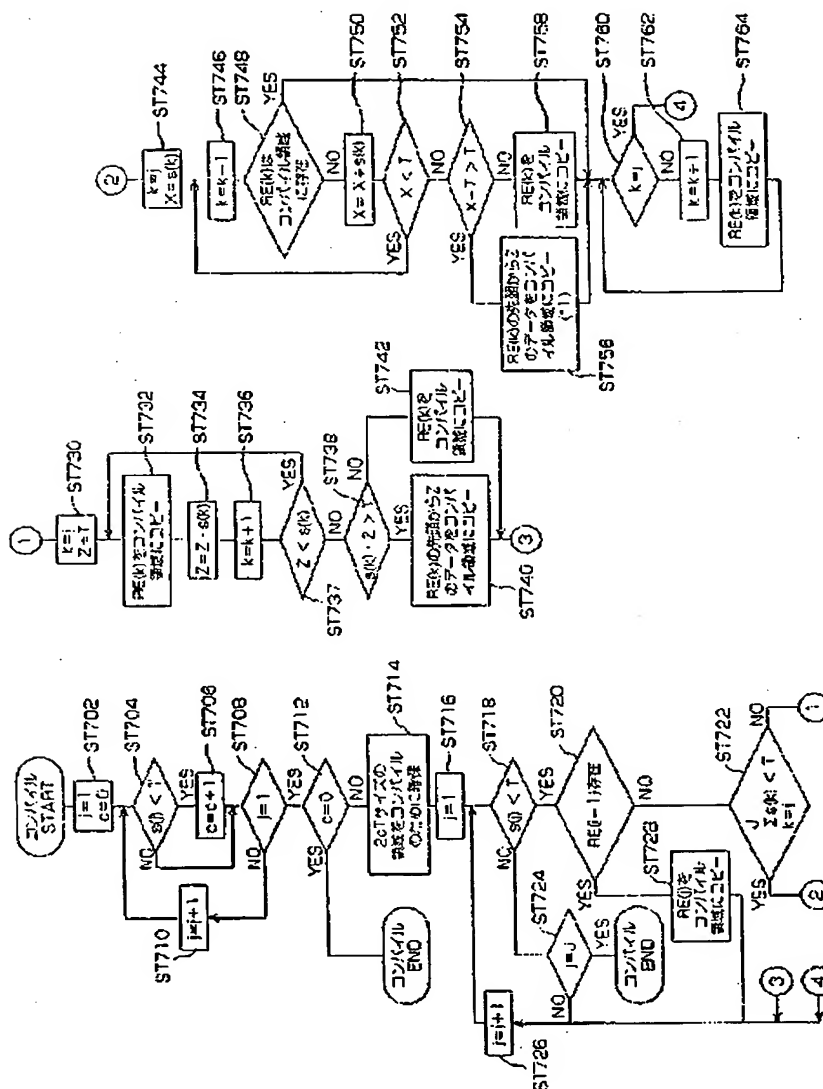 コンパイル
START
j=1
c=0
ST702
ST704
YES
NO
c=c+1
ST708
j=j+1
ST710
NO
YES
c=0
ST712
YES
NO
コンパイル
END
2cTサイズの
領域をコンパイル
のために確保
ST714
j=1
ST716
s(j) < T
ST718
YES
NO
RE(j-1)存在
ST720
YES
NO
j=J
ST724
NO
YES
コンパイル
END
j=j+1
ST726
RE(j)を
コンパイル
領域にコピー
ST728
J
Σ s(k) < T
k=j
ST722
YES
NO
2
1
3
4
1
k=j
ST730
RE(k)をコンパイル
領域にコピー
ST732
Z=Z-s(k)
ST734
k=k+1
ST736
Z < s(k)
ST737
YES
NO
ST738
YES
NO
RE(k)の先頭からZ
のデータをコンパ
イル領域にコピー
ST740
RE(k)を
コンパイル
領域にコピー
ST742
3
2
k=j
X=s(k)
ST744
k=k-1
ST746
RE(k)は
コンパイル領域
に存在
ST748
YES
NO
X=X+s(k)
ST750
X < T
ST752
YES
NO
X-T > T
ST754
YES
NO
RE(k)の先頭からZ
のデータをコンパ
イル領域にコピー
(*1)
ST756
RE(k)を
コンパイル
領域にコピー
ST758
k=j
ST760
YES
4
NO
k=k+1
ST762
RE(k)をコンパイル
領域にコピー
ST764